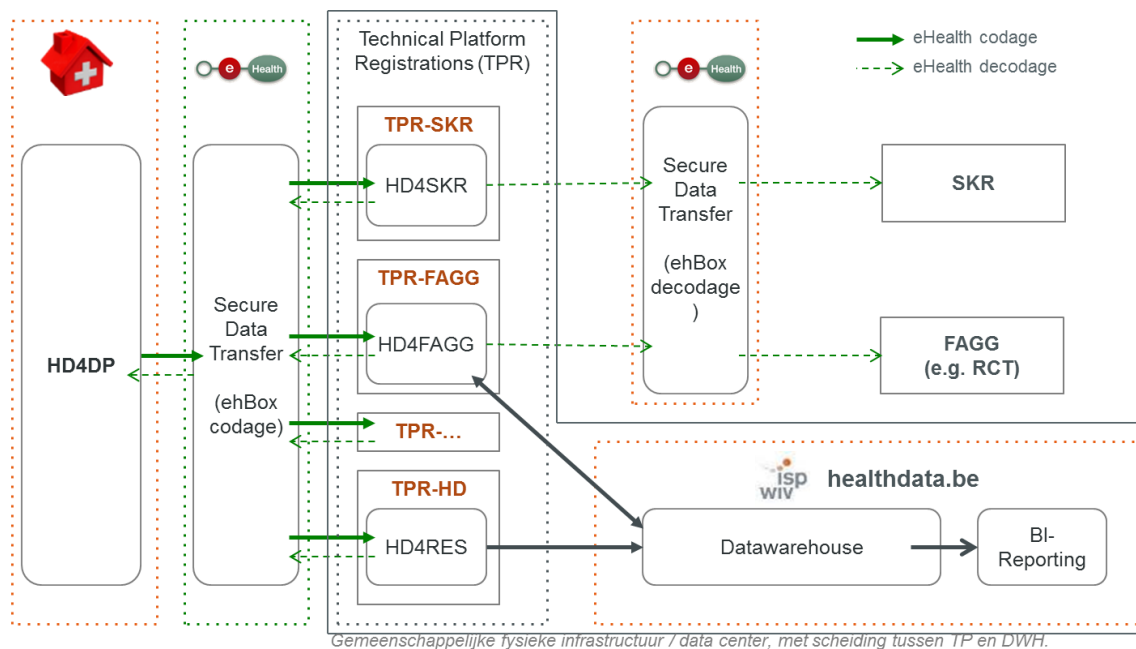 e Health
HD4DP
Secure
Data
Transfer
(ehBox
codage)
Technical Platform
Registrations (TPR)
TPR-SKR
HD4SKR
TPR-FAGG
HD4FAGG
TPR-...
TPR-HD
HD4RES
e Health
Secure
Data
Transfer
(ehBox
decodage
)
eHealth codage
eHealth decodage
SKR
FAGG
(e.g. RCT)
isp
wiv
healthdata.be
Datawarehouse
BI-
Reporting
Gemeenschappelijke fysieke infrastructuur / data center, met scheiding tussen TP en DWH.